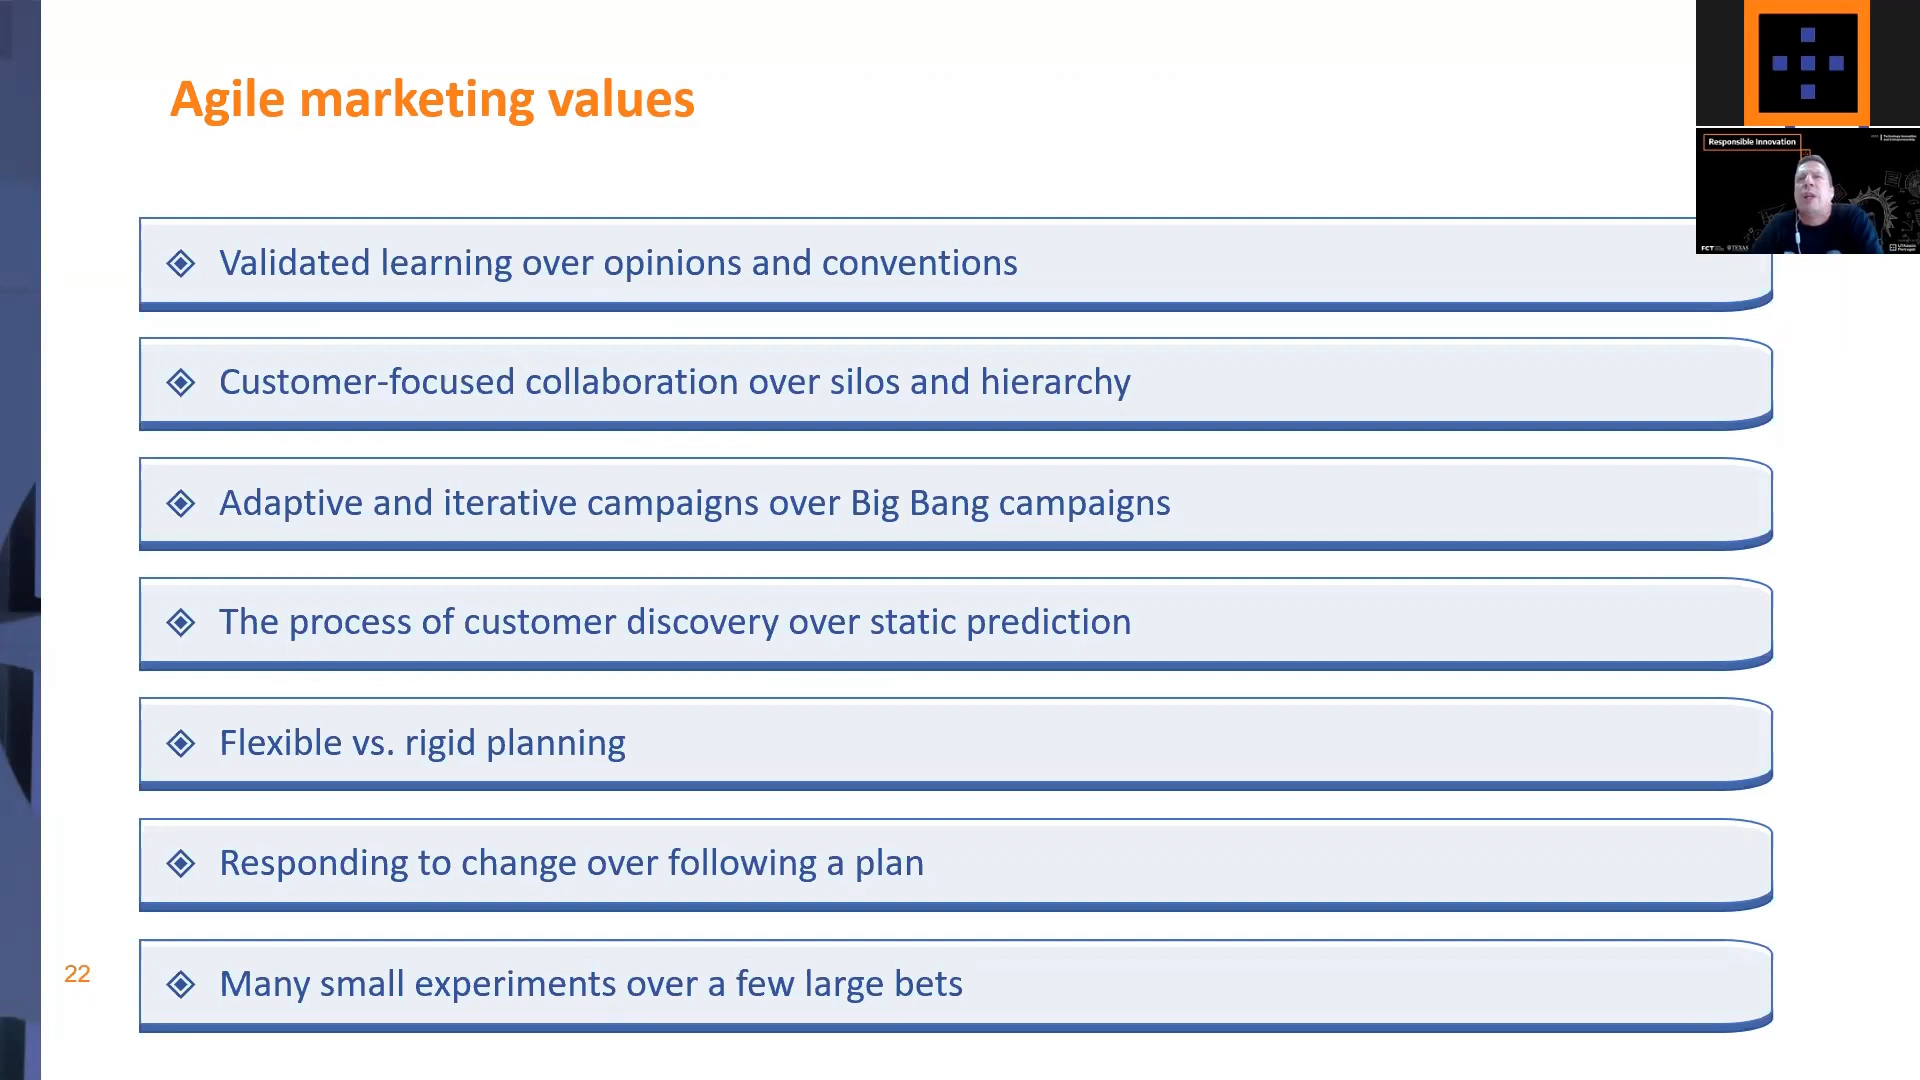 Agile marketing values
Responsible Innovation
Validated learning over opinions and conventions
Customer-focused collaboration over silos and hierarchy
Adaptive and iterative campaigns over Big Bang campaigns
The process of customer discovery over static prediction
Flexible vs. rigid planning
Responding to change over following a plan
Many small experiments over a few large bets
22
FCT
TEXAS